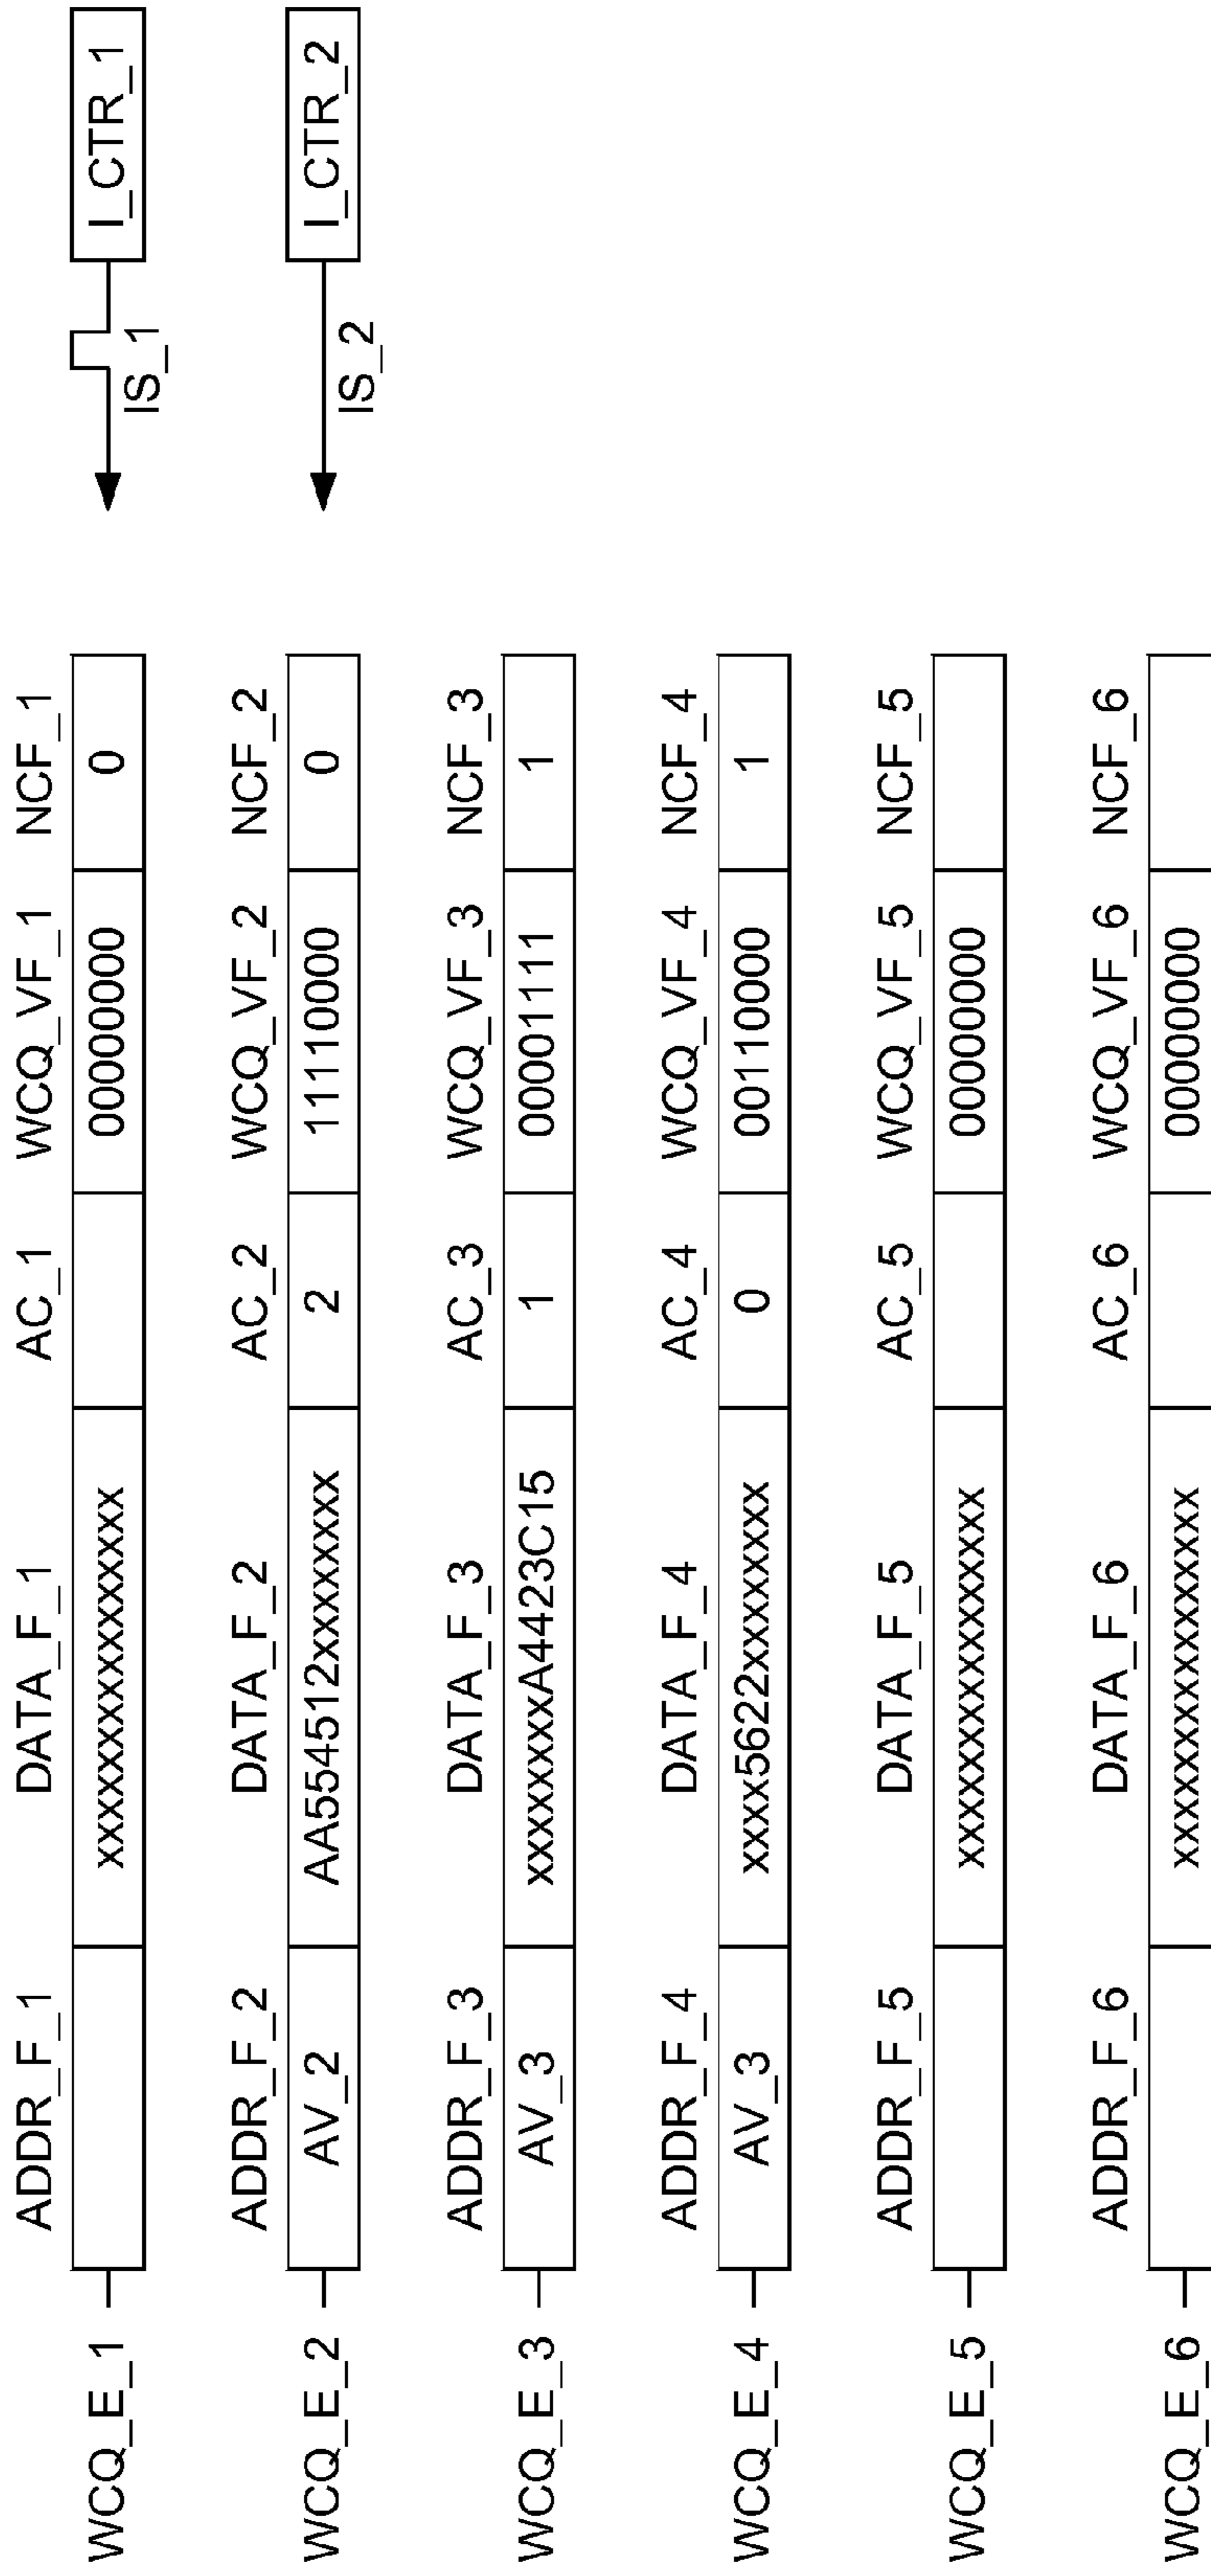 ADDR_F_1 DATA_F_1 AC_1 WCQ_VF_1 NCF_1
WCQ_E_1 xxxxxxxxxxxxxxxx 00000000 0 I_CTR_1
IS_1
ADDR_F_2 DATA_F_2 AC_2 WCQ_VF_2 NCF_2
WCQ_E_2 AV_2 AA554512xxxxxxxx 2 11110000 0 I_CTR_2
IS_2
ADDR_F_3 DATA_F_3 AC_3 WCQ_VF_3 NCF_3
WCQ_E_3 AV_3 xxxxxxxxA4423C15 1 00001111 1
ADDR_F_4 DATA_F_4 AC_4 WCQ_VF_4 NCF_4
WCQ_E_4 AV_3 xxxx5622xxxxxxxx 0 00110000 1
ADDR_F_5 DATA_F_5 AC_5 WCQ_VF_5 NCF_5
WCQ_E_5 xxxxxxxxxxxxxxxx 00000000
ADDR_F_6 DATA_F_6 AC_6 WCQ_VF_6 NCF_6
WCQ_E_6 xxxxxxxxxxxxxxxx 00000000